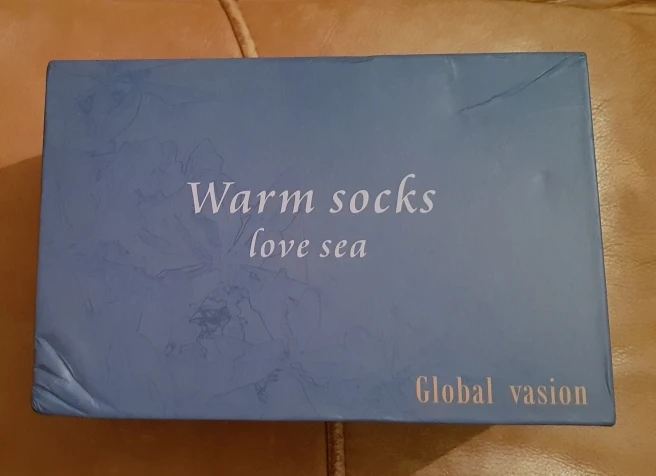 Warm socks
love sea
Global vasion